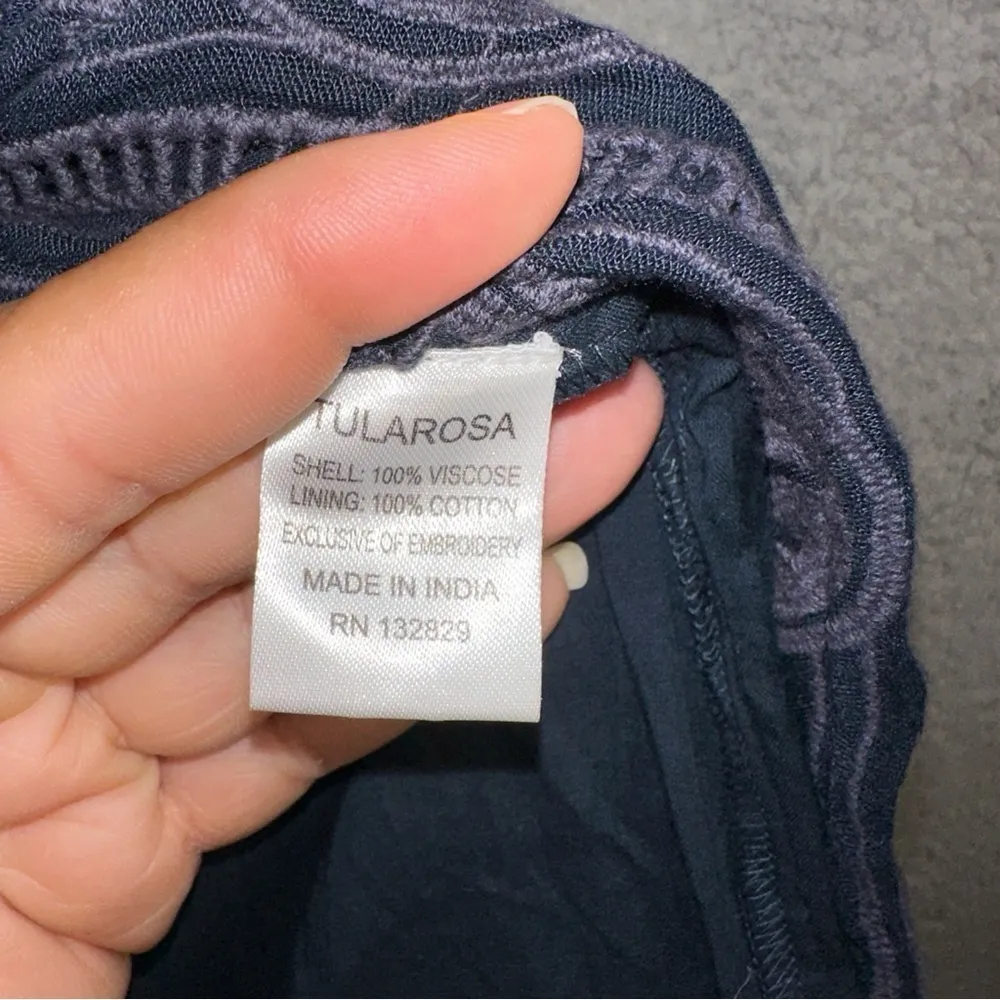 TULAROSA
SHELL: 100% VISCOSE
LINING: 100% COTTON
EXCLUSIVE OF EMBROIDERY
MADE IN INDIA
RN 132829